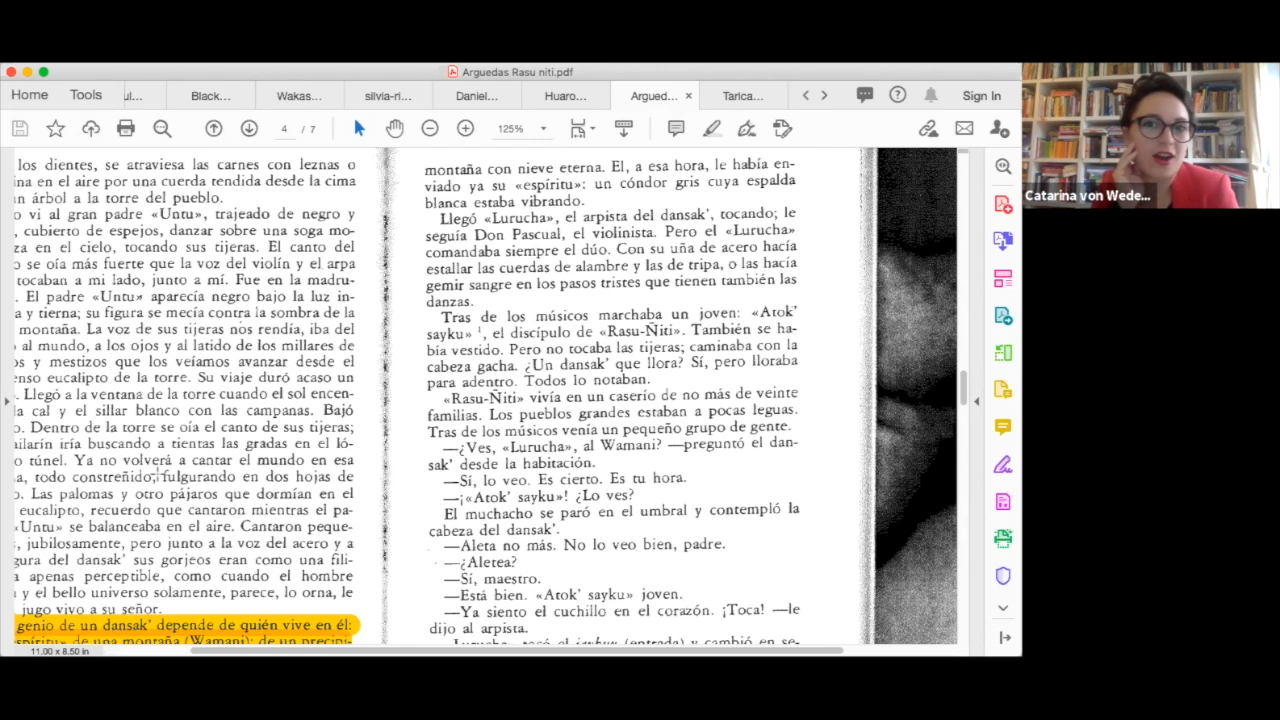 Arguedas Rasu niti.pdf
Home Tools ul... Black... Wakas... silvia-ri... Daniel... Huaro... Argued... × Tarica... Sign In
4 / 7 125%
Catarina von Wede...
los dientes, se atraviesa las carnes con leznas o
ina en el aire por una cuerda tendida desde la cima
n árbol a la torre del pueblo.
o vi al gran padre «Untu», trajeado de negro y
, cubierto de espejos, danzar sobre una soga mo-
za en el cielo, tocando sus tijeras. El canto del
o se oía más fuerte que la voz del violín y el arpa
tocaban a mi lado, junto a mí. Fue en la madru-
. El padre «Untu» aparecía negro bajo la luz in-
a y tierna; su figura se mecía contra la sombra de la
montaña. La voz de sus tijeras nos rendía, iba del
o al mundo, a los ojos y al latido de los millares de
os y mestizos que los veíamos avanzar desde el
enso eucalipto de la torre. Su viaje duró acaso un
. Llegó a la ventana de la torre cuando el sol encen-
la cal y el sillar blanco con las campanas. Bajó
o. Dentro de la torre se oía el canto de sus tijeras;
ailarín iría buscando a tientas las gradas en el ló-
o túnel. Ya no volverá a cantar el mundo en esa
a, todo constreñido, fulgurando en dos hojas de
o. Las palomas y otro pájaros que dormían en el
eucalipto, recuerdo que cantaron mientras el pa-
«Untu» se balanceaba en el aire. Cantaron peque-
s, jubilosamente, pero junto a la voz del acero y a
gura del dansak' sus gorjeos eran como una fili-
a apenas perceptible, como cuando el hombre
a y el bello universo solamente, parece, lo orna, le
jugo vivo a su señor.
genio de un dansak' depende de quién vive en él:
espíritu» de una montaña (Wamani); de un precipi-
montaña con nieve eterna. El, a esa hora, le había en-
viado ya su «espíritu»: un cóndor gris cuya espalda
blanca estaba vibrando.
Llegó «Lurucha», el arpista del dansak', tocando; le
seguía Don Pascual, el violinista. Pero el «Lurucha»
comandaba siempre el dúo. Con su uña de acero hacía
estallar las cuerdas de alambre y las de tripa, o las hacía
gemir sangre en los pasos tristes que tienen también las
danzas.
Tras de los músicos marchaba un joven: «Atok'
sayku» ¹, el discípulo de «Rasu-Ñiti». También se ha-
bía vestido. Pero no tocaba las tijeras; caminaba con la
cabeza gacha. ¿Un dansak' que llora? Sí, pero lloraba
para adentro. Todos lo notaban.
«Rasu-Ñiti» vivía en un caserío de no más de veinte
familias. Los pueblos grandes estaban a pocas leguas.
Tras de los músicos venía un pequeño grupo de gente.
—¿Ves, «Lurucha», al Wamani? —preguntó el dan-
sak' desde la habitación.
—Sí, lo veo. Es cierto. Es tu hora.
—¡«Atok' sayku»! ¿Lo ves?
El muchacho se paró en el umbral y contempló la
cabeza del dansak'.
—Aleta no más. No lo veo bien, padre.
—¿Aletea?
—Sí, maestro.
—Está bien. «Atok' sayku» joven.
—Ya siento el cuchillo en el corazón. ¡Toca! —le
dijo al arpista.
(entrada) y cambió en se-
11.00 x 8.50 in